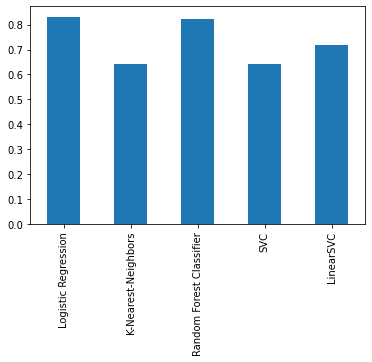 0.8
0.7
0.6
0.5
0.4
0.3
0.2
0.1
0.0
Logistic Regression
K-Nearest-Neighbors
Random Forest Classifier
SVC
LinearSVC